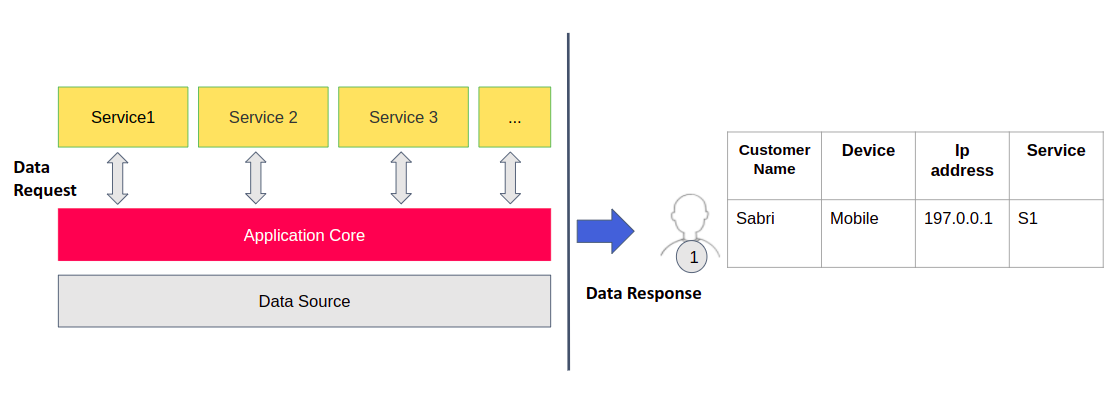 Service1
Service 2
Service 3
...
Data
Request
Application Core
Data Source
1
Data Response
Customer
Name
Device
Ip
address
Service
Sabri
Mobile
197.0.0.1
S1